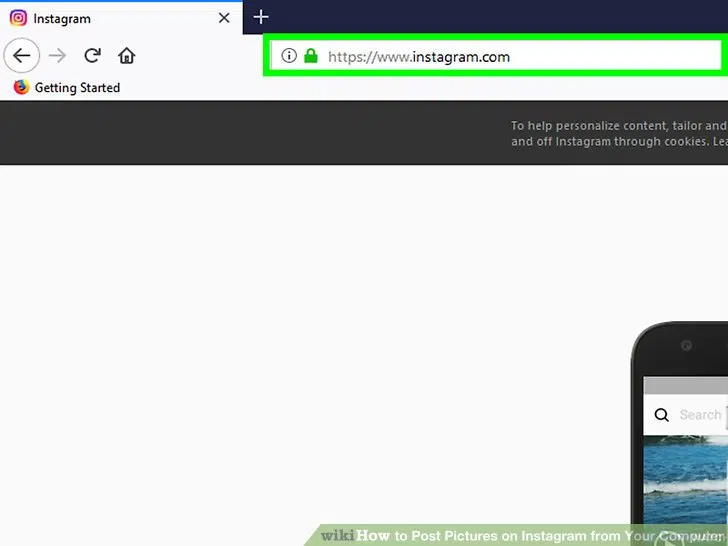 Instagram
https://www.instagram.com
Getting Started
To help personalize content, tailor and
and off Instagram through cookies. Lea
Search
wikiHow to Post Pictures on Instagram from Your Computer